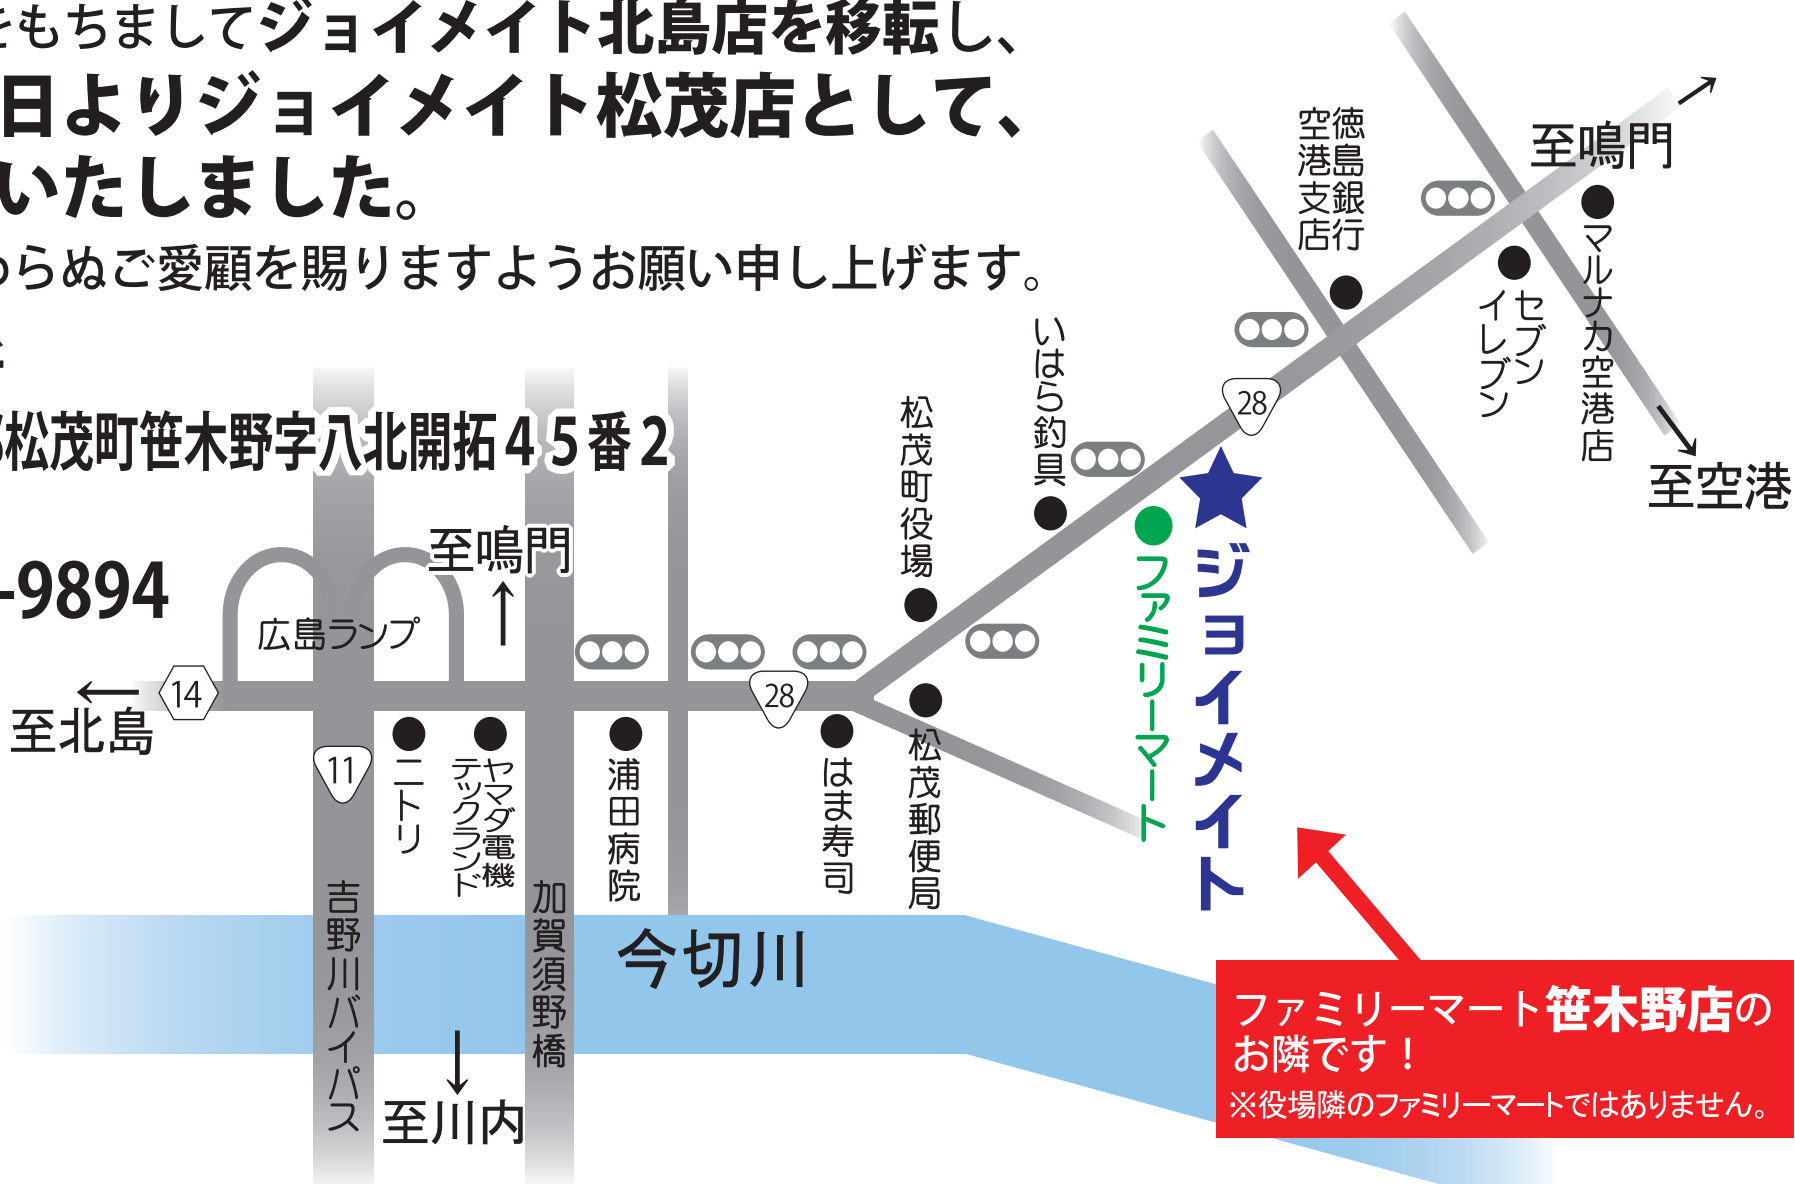 もちましてジョイメイト北島店を移転し、
日よりジョイメイト松茂店として、
いたしました。
らぬご愛顧を賜りますようお願い申し上げます。
松茂町笹木野字八北開拓４５番２
-9894
至鳴門
徳島銀行
空港支店
マルナカ空港店
セブン
イレブン
至空港
28
いはら釣具
松茂町役場
ファミリーマート
ジョイメイト
至鳴門
広島ランプ
14
至北島
11
28
ニトリ
ヤマダ電機
テックランド
浦田病院
はま寿司
松茂郵便局
吉野川バイパス
加賀須野橋
今切川
至川内
ファミリーマート笹木野店の
お隣です！
※役場隣のファミリーマートではありません。